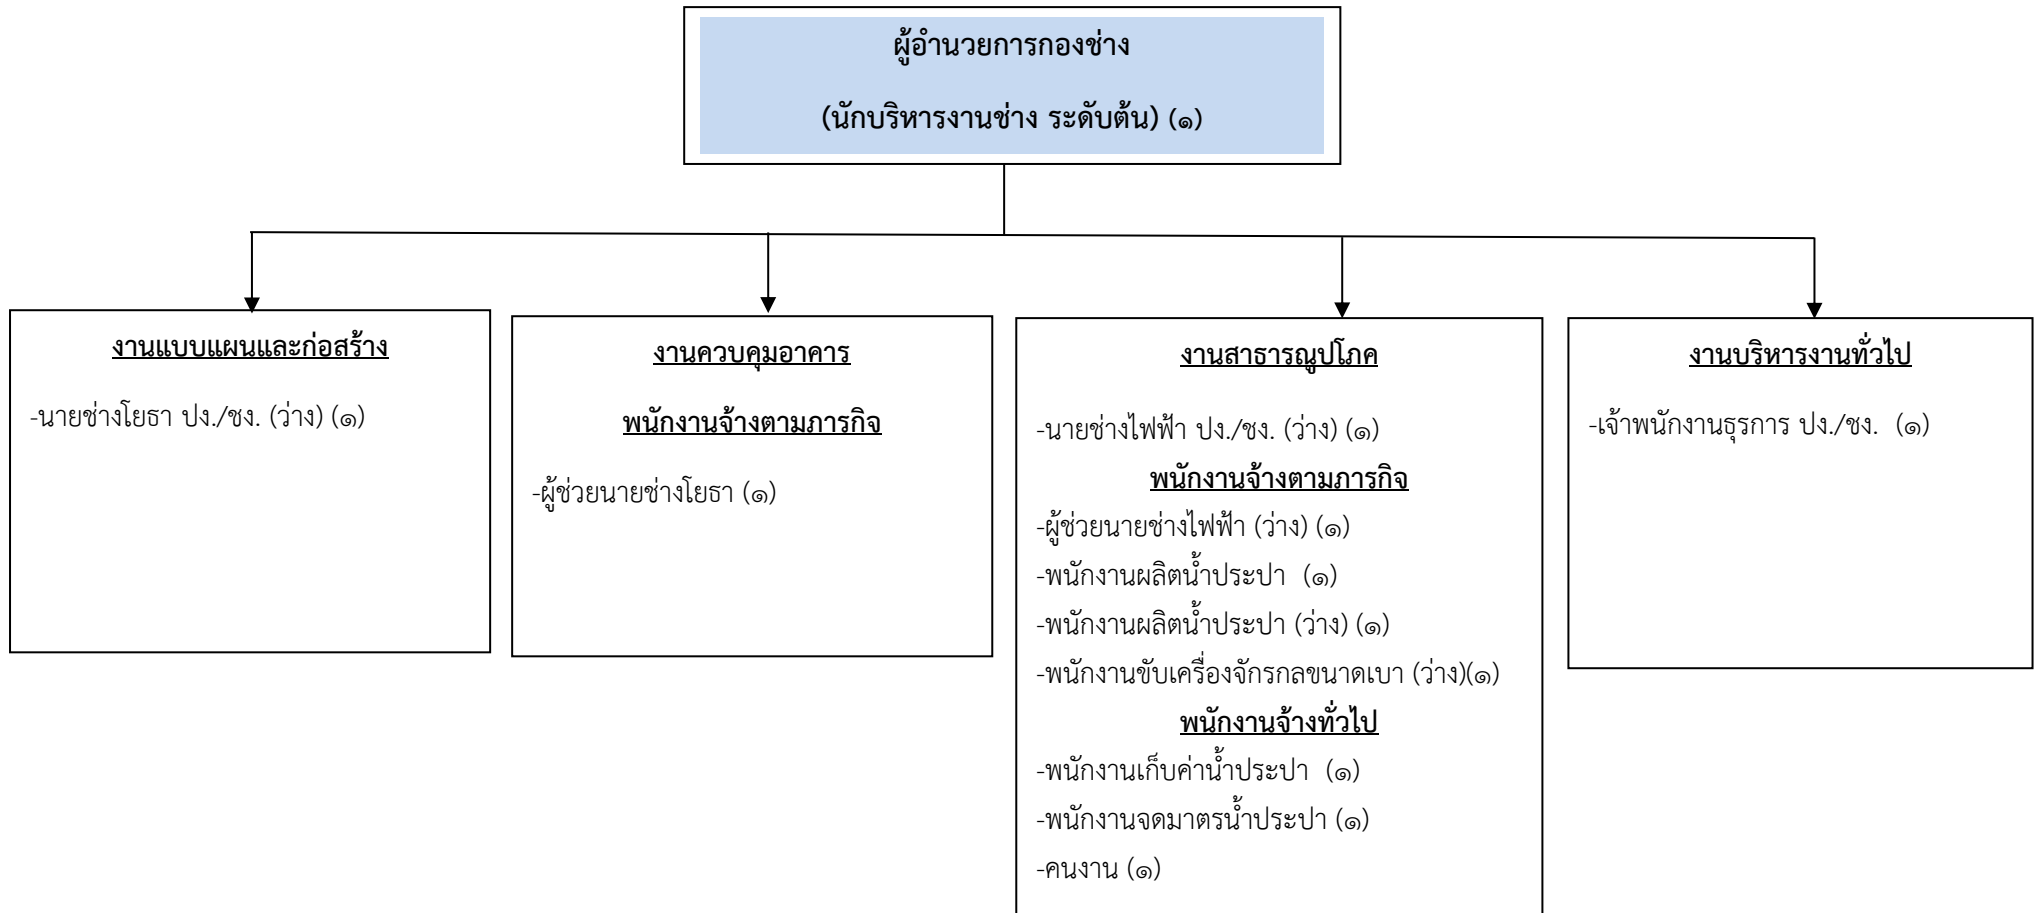 ผู้อำนวยการกองช่าง
(นักบริหารงานช่าง ระดับต้น) (๑)
งานแบบแผนและก่อสร้าง
-นายช่างโยธา ปง./ชง. (ว่าง) (๑)
งานควบคุมอาคาร
พนักงานจ้างตามภารกิจ
-ผู้ช่วยนายช่างโยธา (๑)
งานสาธารณูปโภค
-นายช่างไฟฟ้า ปง./ชง. (ว่าง) (๑)
พนักงานจ้างตามภารกิจ
-ผู้ช่วยนายช่างไฟฟ้า (ว่าง) (๑)
-พนักงานผลิตน้ำประปา (๑)
-พนักงานผลิตน้ำประปา (ว่าง) (๑)
-พนักงานขับเครื่องจักรกลขนาดเบา (ว่าง)(๑)
พนักงานจ้างทั่วไป
-พนักงานเก็บค่าน้ำประปา (๑)
-พนักงานจดมาตรน้ำประปา (๑)
-คนงาน (๑)
งานบริหารงานทั่วไป
-เจ้าพนักงานธุรการ ปง./ชง. (๑)